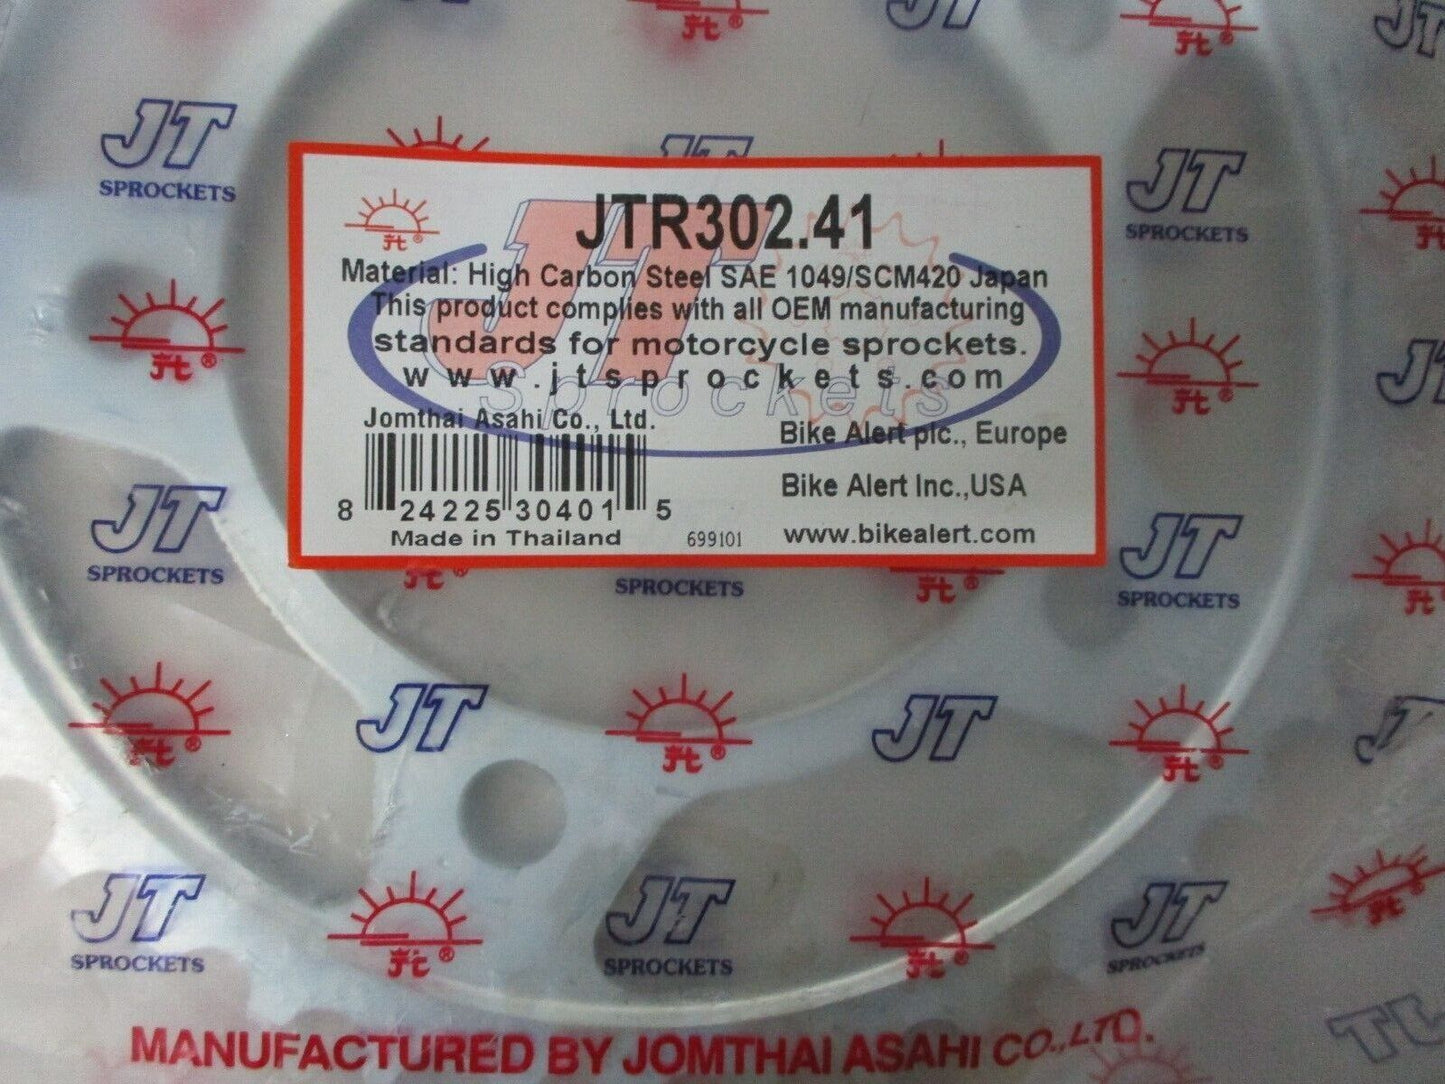 JTR302.41
Material: High Carbon Steel SAE 1049/SCM420 Japan
This product complies with all OEM manufacturing
standards for motorcycle sprockets.
www.jtsprockets.com
JT
Sprockets
Jomthai Asahi Co., Ltd.
Bike Alert plc., Europe
Bike Alert Inc.,USA
8 24225 30401 5
Made in Thailand
699101
www.bikealert.com
JT
SPROCKETS
JT
SPROCKETS
JT
SPROCKETS
SPROCKETS
JT
SPROCKETS
JT
JT
JT
SPROCKETS
JT
SPROCKETS
JT
SPROCKETS
MANUFACTURED BY JOMTHAI ASAHI CO.,LTD.